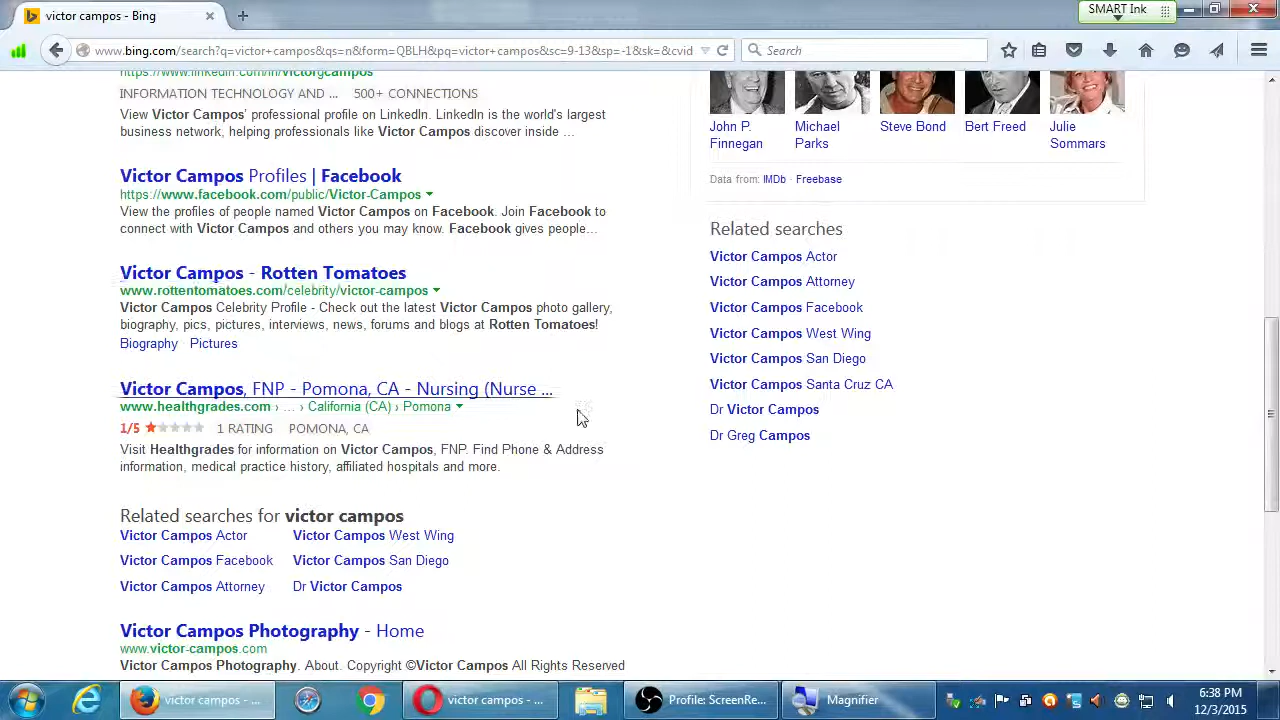 victor campos - Bing
SMART Ink
www.bing.com/search?q=victor+campos&qs=n&form=QBLH&pq=victor+campos&sc=9-13&sp=-1&sk=&cvid
Search
https://www.linkedin.com/in/victorgcampos
INFORMATION TECHNOLOGY AND ... 500+ CONNECTIONS
View Victor Campos' professional profile on LinkedIn. LinkedIn is the world's largest
business network, helping professionals like Victor Campos discover inside ...
Victor Campos Profiles | Facebook
https://www.facebook.com/public/Victor-Campos
View the profiles of people named Victor Campos on Facebook. Join Facebook to
connect with Victor Campos and others you may know. Facebook gives people...
Victor Campos - Rotten Tomatoes
www.rottentomatoes.com/celebrity/victor-campos
Victor Campos Celebrity Profile - Check out the latest Victor Campos photo gallery,
biography, pics, pictures, interviews, news, forums and blogs at Rotten Tomatoes!
Biography · Pictures
Victor Campos, FNP - Pomona, CA - Nursing (Nurse ...
www.healthgrades.com › ... › California (CA) › Pomona
1/5 1 RATING POMONA, CA
Visit Healthgrades for information on Victor Campos, FNP. Find Phone & Address
information, medical practice history, affiliated hospitals and more.
Related searches for victor campos
Victor Campos Actor
Victor Campos West Wing
Victor Campos Facebook
Victor Campos San Diego
Victor Campos Attorney
Dr Victor Campos
Victor Campos Photography - Home
www.victor-campos.com
Victor Campos Photography. About. Copyright ©Victor Campos All Rights Reserved
John P.
Finnegan
Michael
Parks
Steve Bond
Bert Freed
Julie
Sommars
Data from: IMDb · Freebase
Related searches
Victor Campos Actor
Victor Campos Attorney
Victor Campos Facebook
Victor Campos West Wing
Victor Campos San Diego
Victor Campos Santa Cruz CA
Dr Victor Campos
Dr Greg Campos
victor campos - ...
victor campos - ...
Profile: ScreenRe...
Magnifier
6:38 PM
12/3/2015